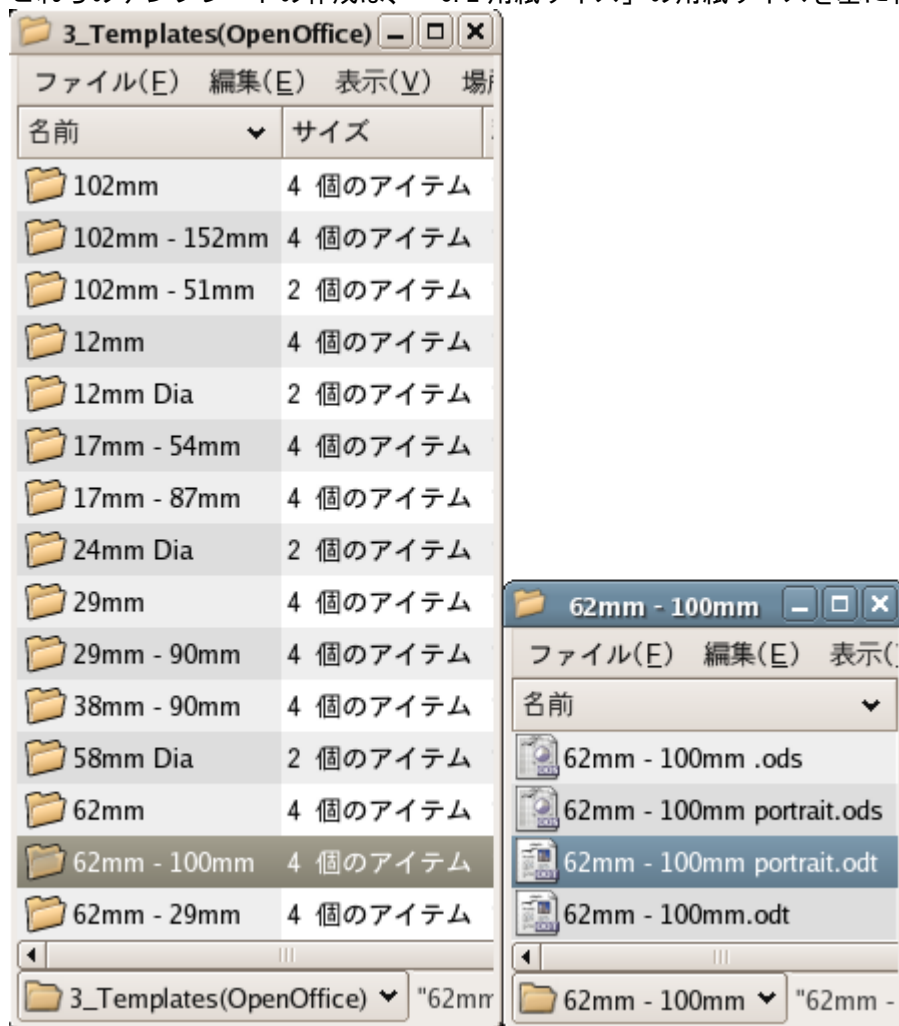 3_Templates(OpenOffice)
ファイル(F) 編集(E) 表示(V)
名前 サイズ
102mm 4 個のアイテム
102mm - 152mm 4 個のアイテム
102mm - 51mm 2 個のアイテム
12mm 4 個のアイテム
12mm Dia 2 個のアイテム
17mm - 54mm 4 個のアイテム
17mm - 87mm 4 個のアイテム
24mm Dia 2 個のアイテム
29mm 4 個のアイテム
29mm - 90mm 4 個のアイテム
38mm - 90mm 4 個のアイテム
58mm Dia 2 個のアイテム
62mm 4 個のアイテム
62mm - 100mm 4 個のアイテム
62mm - 29mm 4 個のアイテム
3_Templates(OpenOffice) "62mm
62mm - 100mm
ファイル(F) 編集(E) 表示(
名前
62mm - 100mm .ods
62mm - 100mm portrait.ods
62mm - 100mm portrait.odt
62mm - 100mm.odt
62mm - 100mm "62mm -